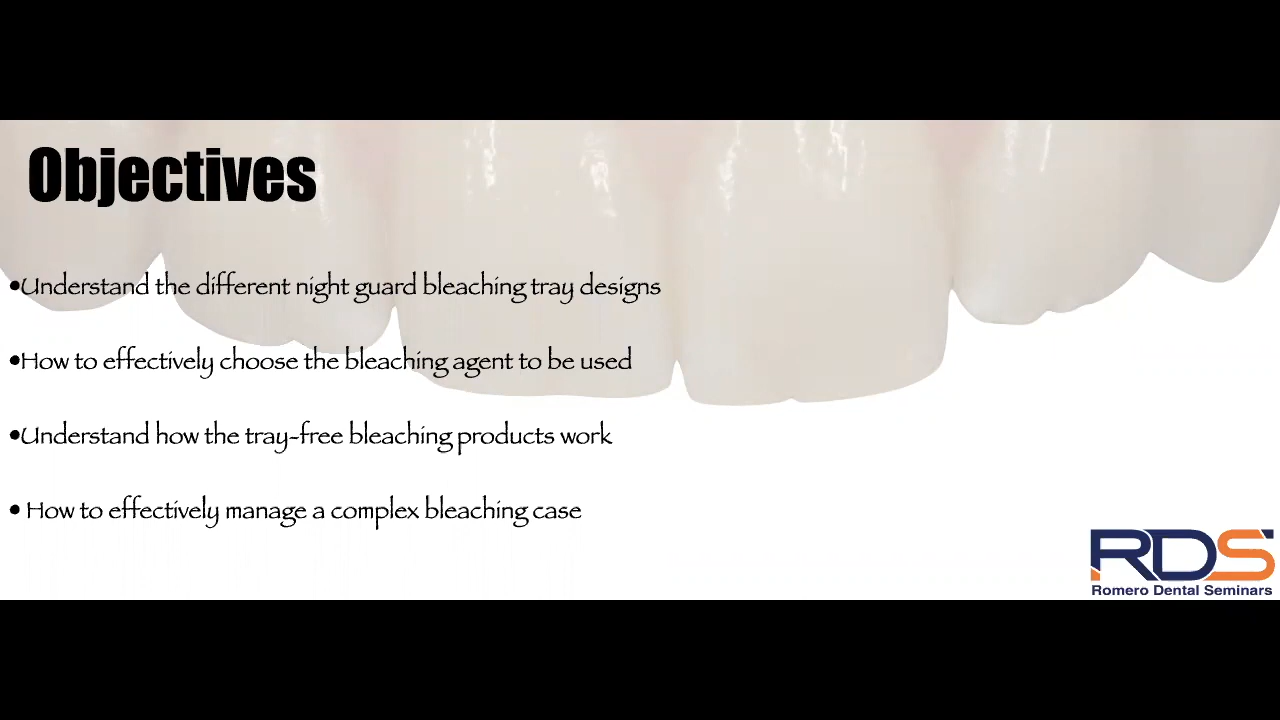 Objectives
•Understand the different night guard bleaching tray designs
•How to effectively choose the bleaching agent to be used
•Understand how the tray-free bleaching products work
• How to effectively manage a complex bleaching case
RDS
Romero Dental Seminars